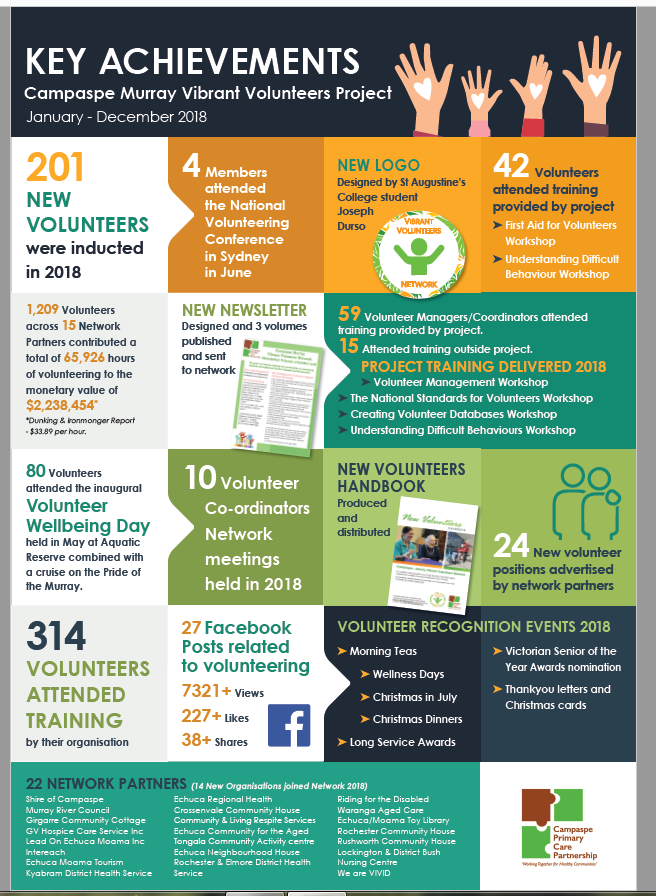 KEY ACHIEVEMENTS
Campaspe Murray Vibrant Volunteers Project
January - December 2018
201
NEW
VOLUNTEERS
were inducted
in 2018
4 Members
attended
the National
Volunteering
Conference
in Sydney
in June
NEW LOGO
Designed by St Augustine's
College student
Joseph
Durso
VIBRANT
VOLUNTEERS
NETWORK
42 Volunteers
attended training
provided by project
➤ First Aid for Volunteers
Workshop
➤ Understanding Difficult
Behaviour Workshop
1,209 Volunteers
across 15 Network
Partners contributed a
total of 65,926 hours
of volunteering to the
monetary value of
$2,238,454*
*Dunking & Ironmonger Report
- $33.89 per hour.
NEW NEWSLETTER
Designed and 3 volumes
published
and sent
to network
59 Volunteer Managers/Coordinators attended
training provided by project.
15 Attended training outside project.
PROJECT TRAINING DELIVERED 2018
➤ Volunteer Management Workshop
➤ The National Standards for Volunteers Workshop
➤ Creating Volunteer Databases Workshop
➤ Understanding Difficult Behaviours Workshop
80 Volunteers
attended the inaugural
Volunteer
Wellbeing Day
held in May at Aquatic
Reserve combined with
a cruise on the Pride of
the Murray.
10 Volunteer
Co-ordinators
Network
meetings
held in 2018
NEW VOLUNTEERS
HANDBOOK
Produced
and
distributed
New Volunteers
24 New volunteer
positions advertised
by network partners
314
VOLUNTEERS
ATTENDED
TRAINING
by their organisation
27 Facebook
Posts related
to volunteering
7321+ Views
227+ Likes
38+ Shares
f
VOLUNTEER RECOGNITION EVENTS 2018
➤ Morning Teas
➤ Wellness Days
➤ Christmas in July
➤ Christmas Dinners
➤ Long Service Awards
➤ Victorian Senior of the
Year Awards nomination
➤ Thankyou letters and
Christmas cards
22 NETWORK PARTNERS (14 New Organisations joined Network 2018)
Shire of Campaspe
Murray River Council
Girgarre Community Cottage
GV Hospice Care Service Inc
Lead On Echuca Moama Inc
Intereach
Echuca Moama Tourism
Kyabram District Health Service
Echuca Regional Health
Crossenvale Community House
Community & Living Respite Services
Echuca Community for the Aged
Tongala Community Activity centre
Echuca Neighbourhood House
Rochester & Elmore District Health
Service
Riding for the Disabled
Waranga Aged Care
Echuca/Moama Toy Library
Rochester Community House
Rushworth Community House
Lockington & District Bush
Nursing Centre
We are VIVID
Campaspe
Primary
Care
Partnership
'Working Together for Healthy Communities'